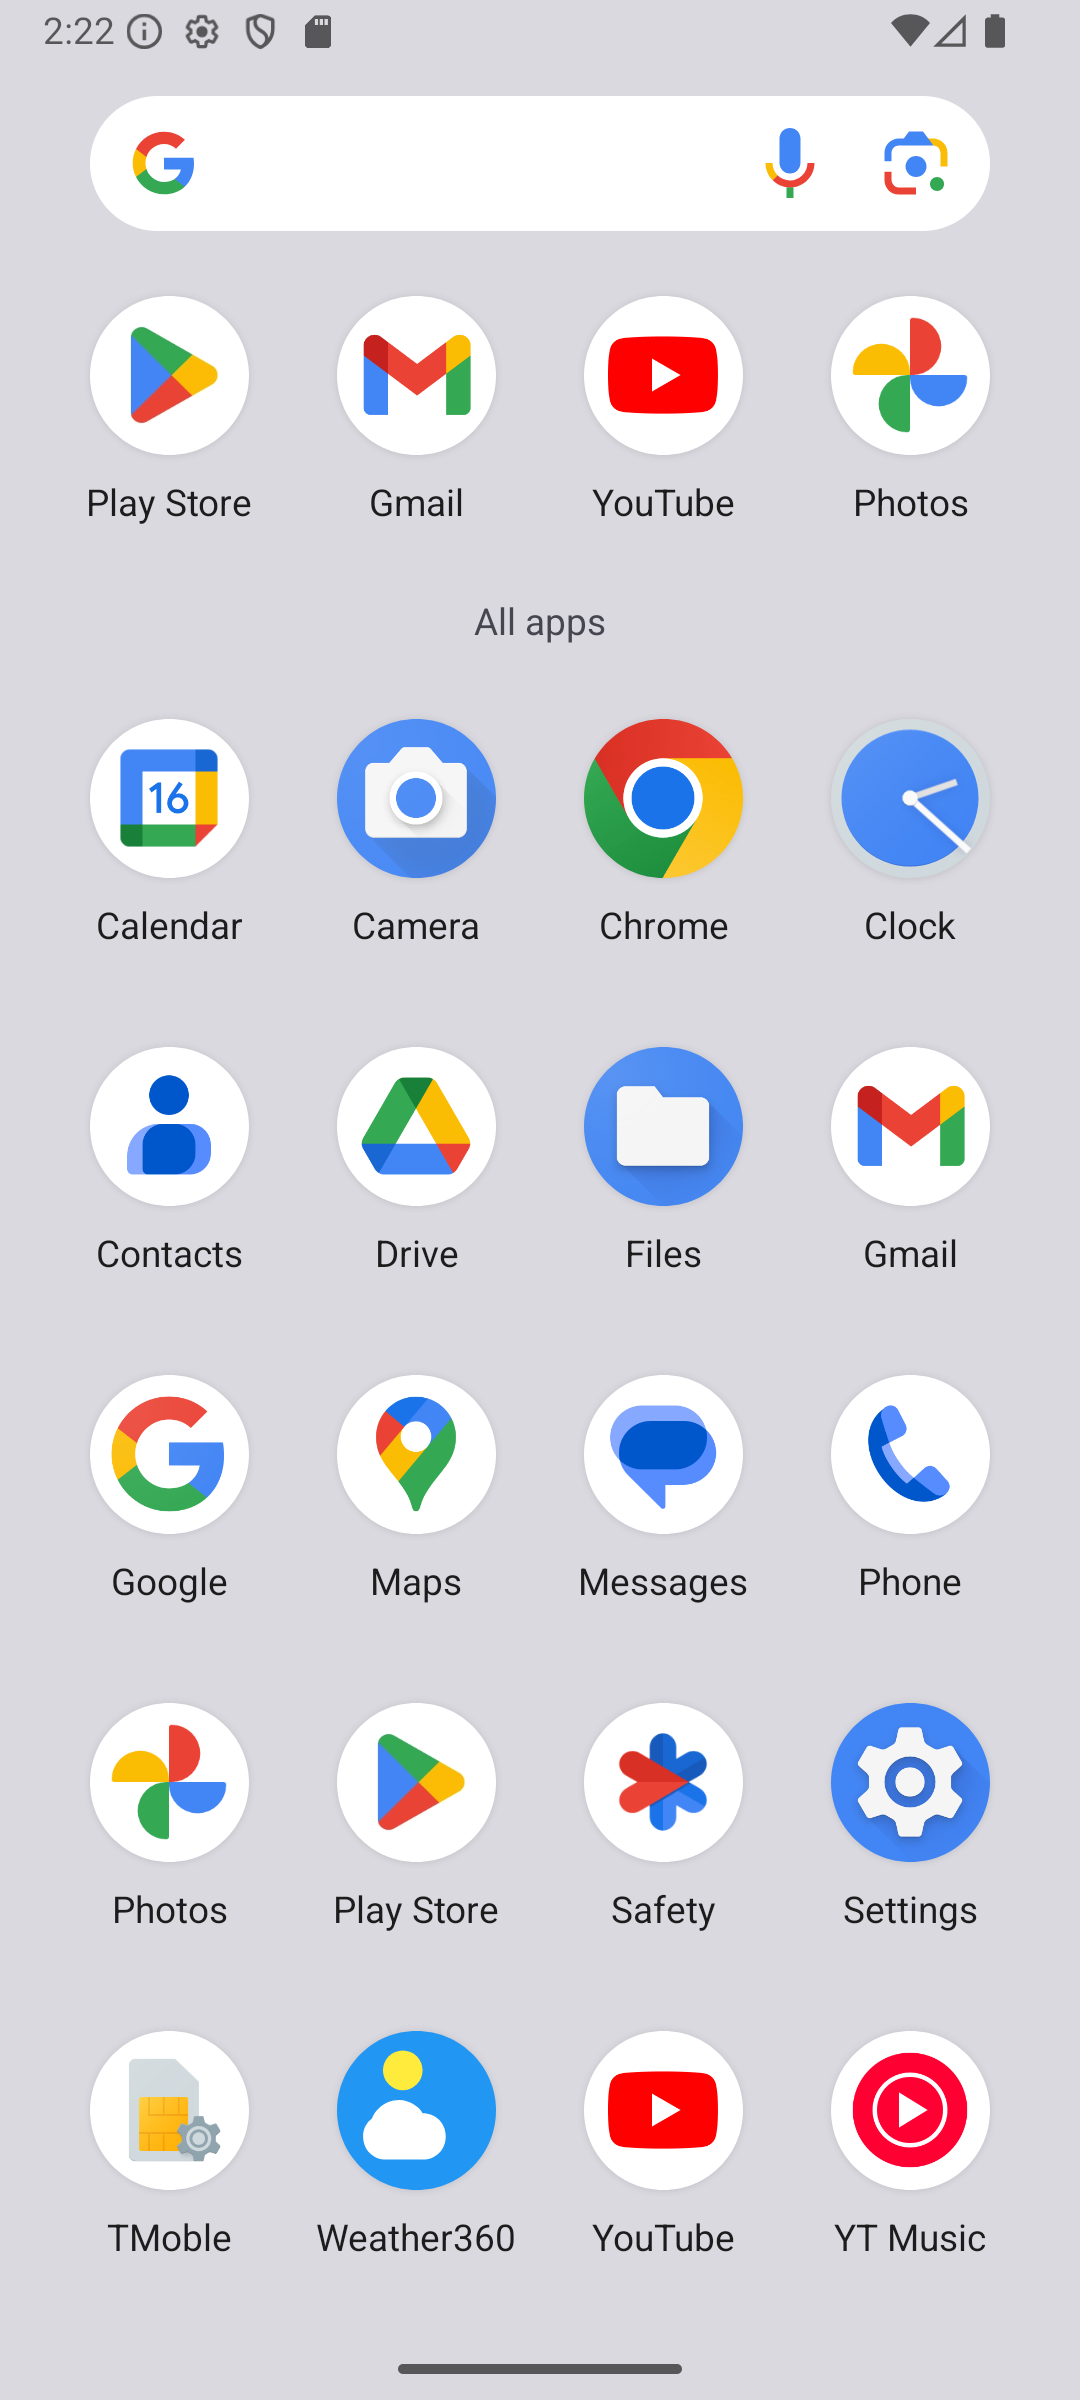 2:22
Play Store Gmail YouTube Photos
All apps
16
Calendar Camera Chrome Clock
Contacts Drive Files Gmail
Google Maps Messages Phone
Photos Play Store Safety Settings
TMoble Weather360 YouTube YT Music